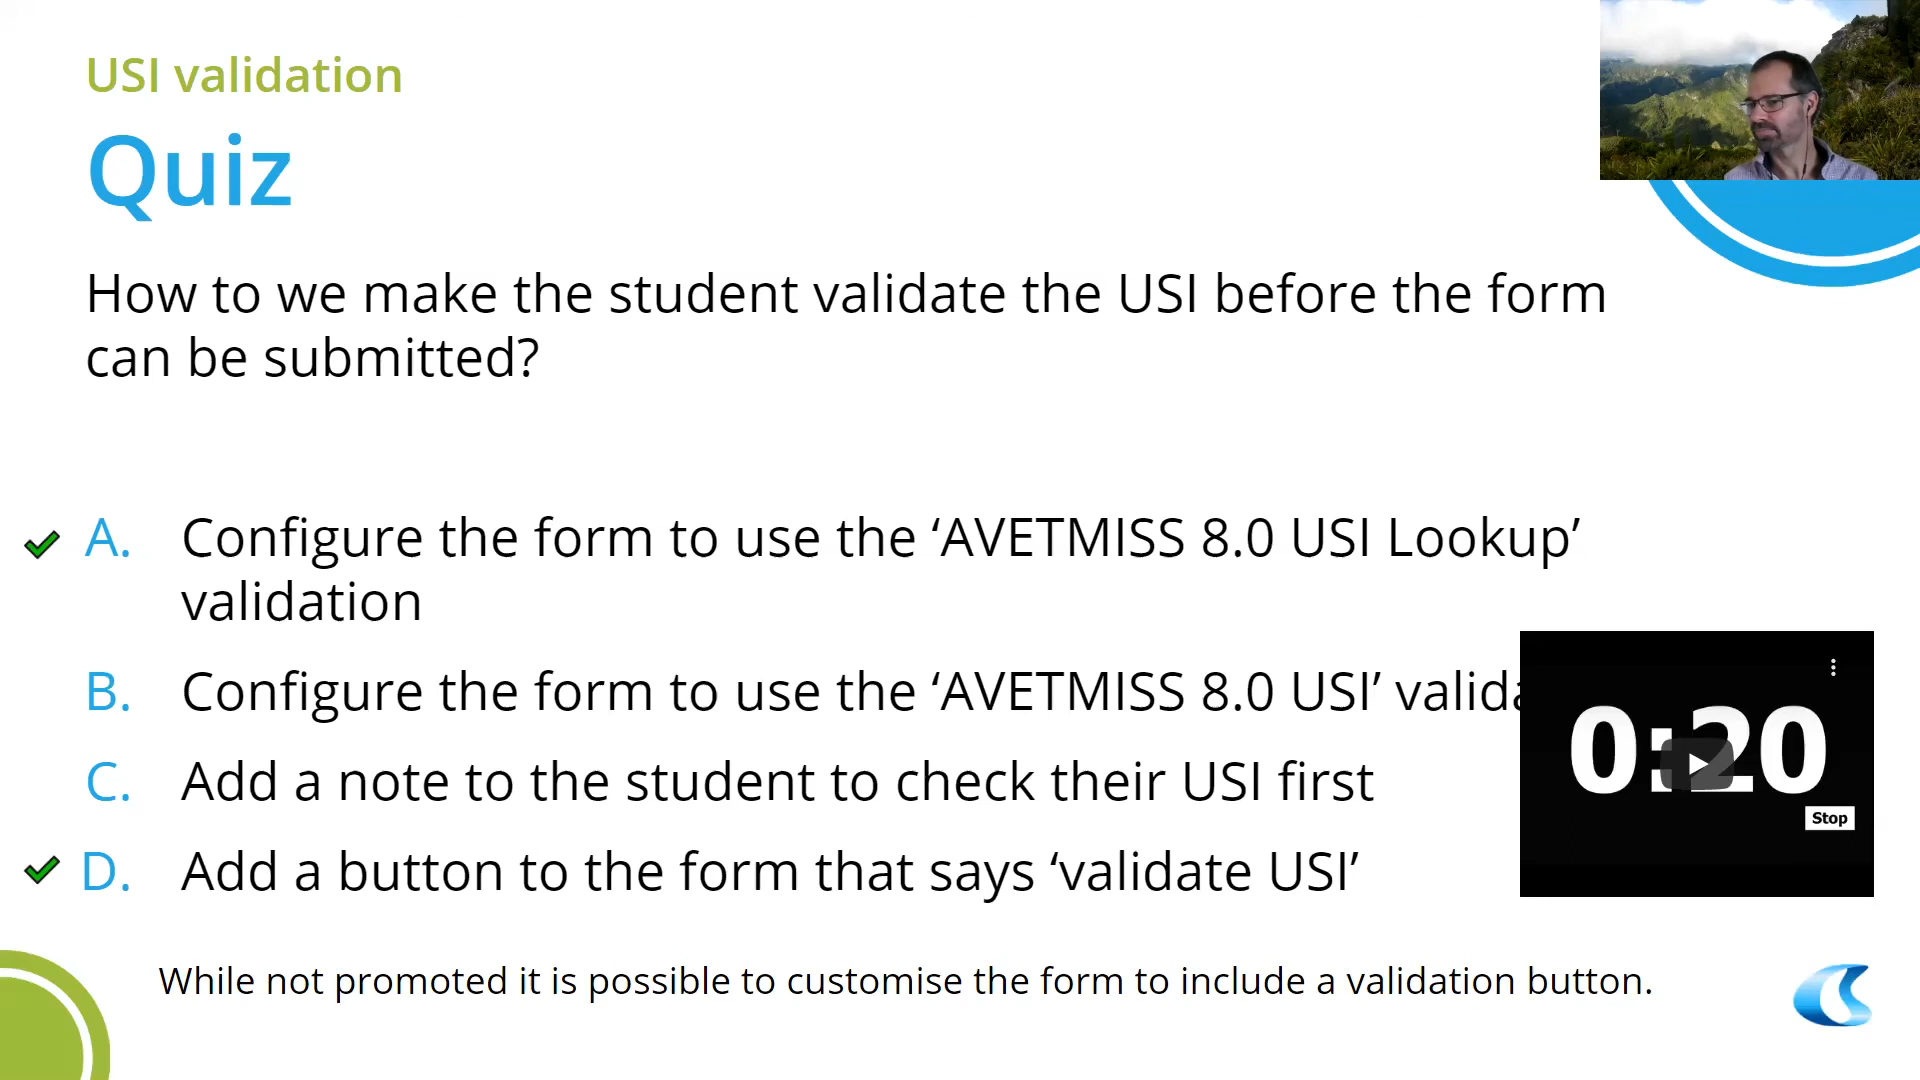 USI validation
Quiz
How to we make the student validate the USI before the form
can be submitted?
A. Configure the form to use the ‘AVETMISS 8.0 USI Lookup’
validation
B. Configure the form to use the ‘AVETMISS 8.0 USI’
C. Add a note to the student to check their USI first
D. Add a button to the form that says ‘validate USI’
0:20
Stop
While not promoted it is possible to customise the form to include a validation button.